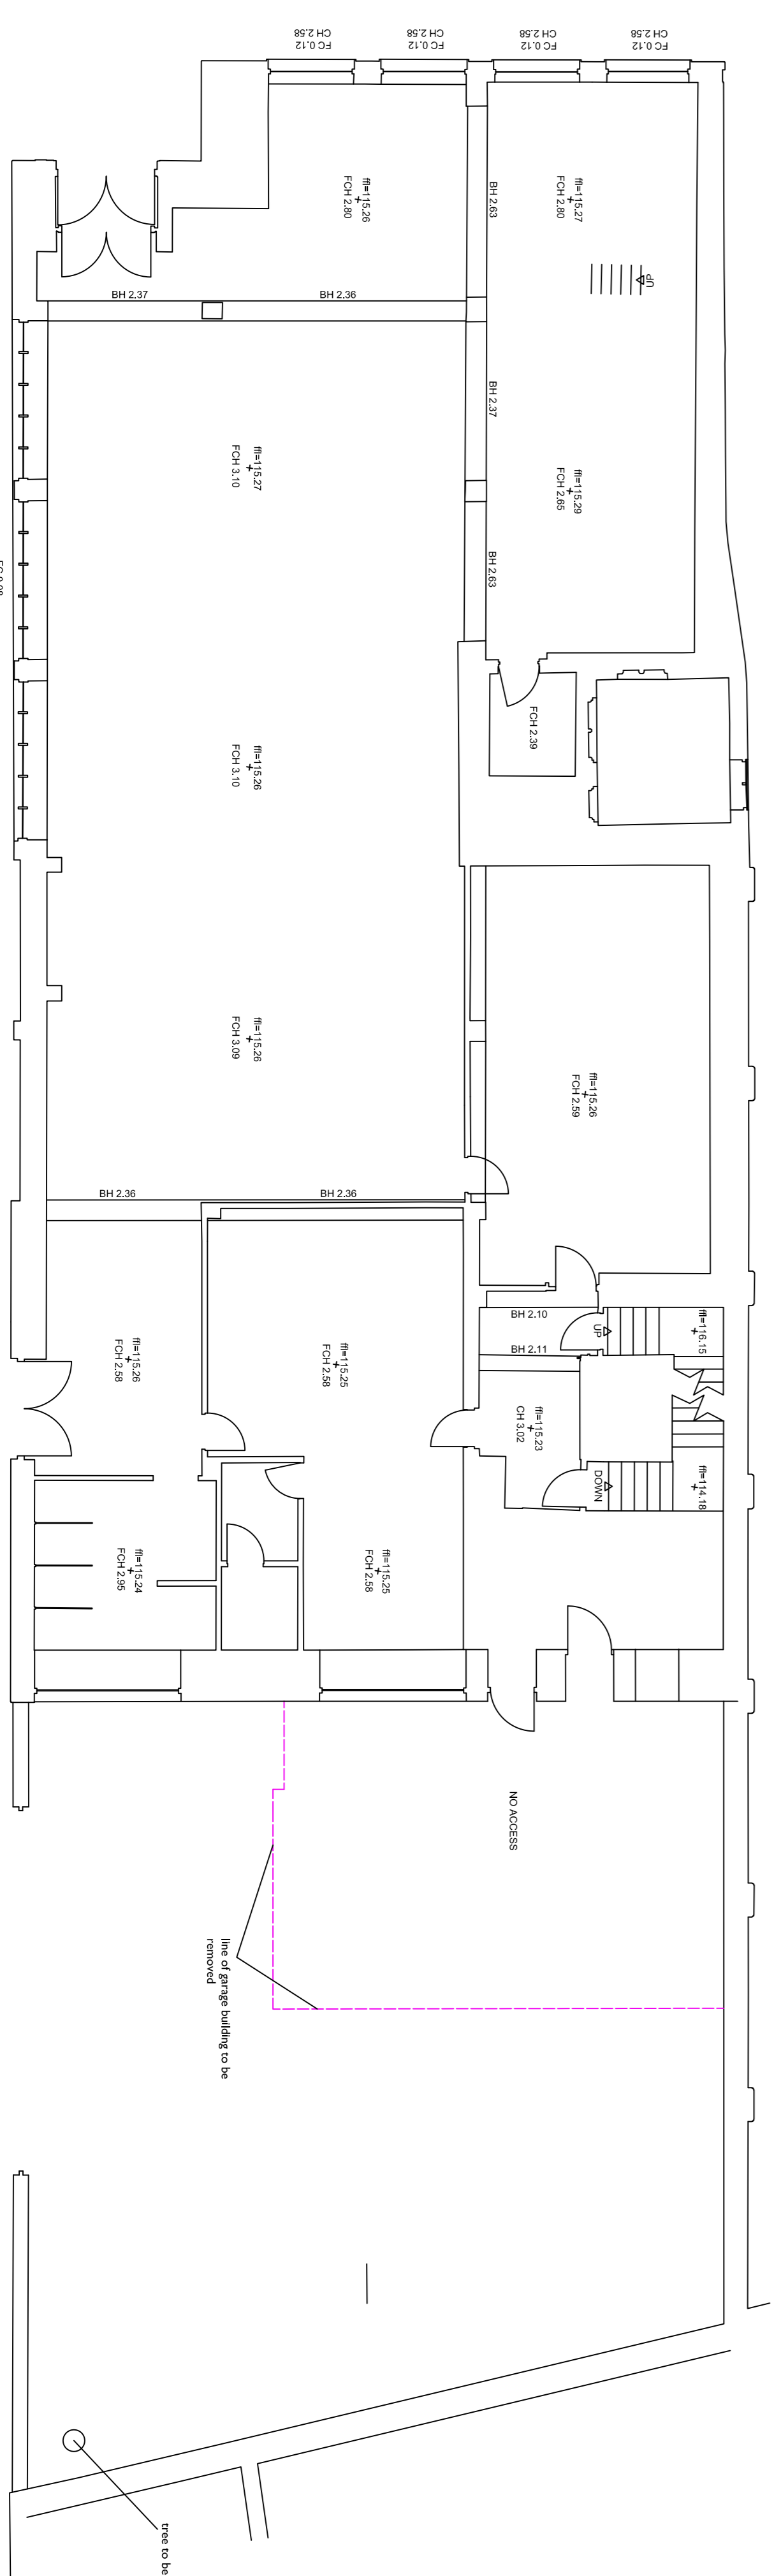 CH 2.58
FC 0.12
CH 2.58
FC 0.12
CH 2.58
FC 0.12
CH 2.58
FC 0.12
ffl=115.26
FCH 2.80
BH 2.63
ffl=115.27
FCH 2.80
UP
BH 2.37
BH 2.36
BH 2.37
ffl=115.27
FCH 3.10
ffl=115.29
FCH 2.65
BH 2.63
FCH 2.39
ffl=115.26
FCH 3.10
ffl=115.26
FCH 3.09
ffl=115.26
FCH 2.59
BH 2.36
BH 2.36
BH 2.10
UP
ffl=116.15
BH 2.11
ffl=115.26
FCH 2.58
ffl=115.25
FCH 2.58
ffl=115.23
CH 3.02
DOWN
ffl=114.18
ffl=115.24
FCH 2.95
ffl=115.25
FCH 2.58
NO ACCESS
line of garage building to be
removed
tree to be